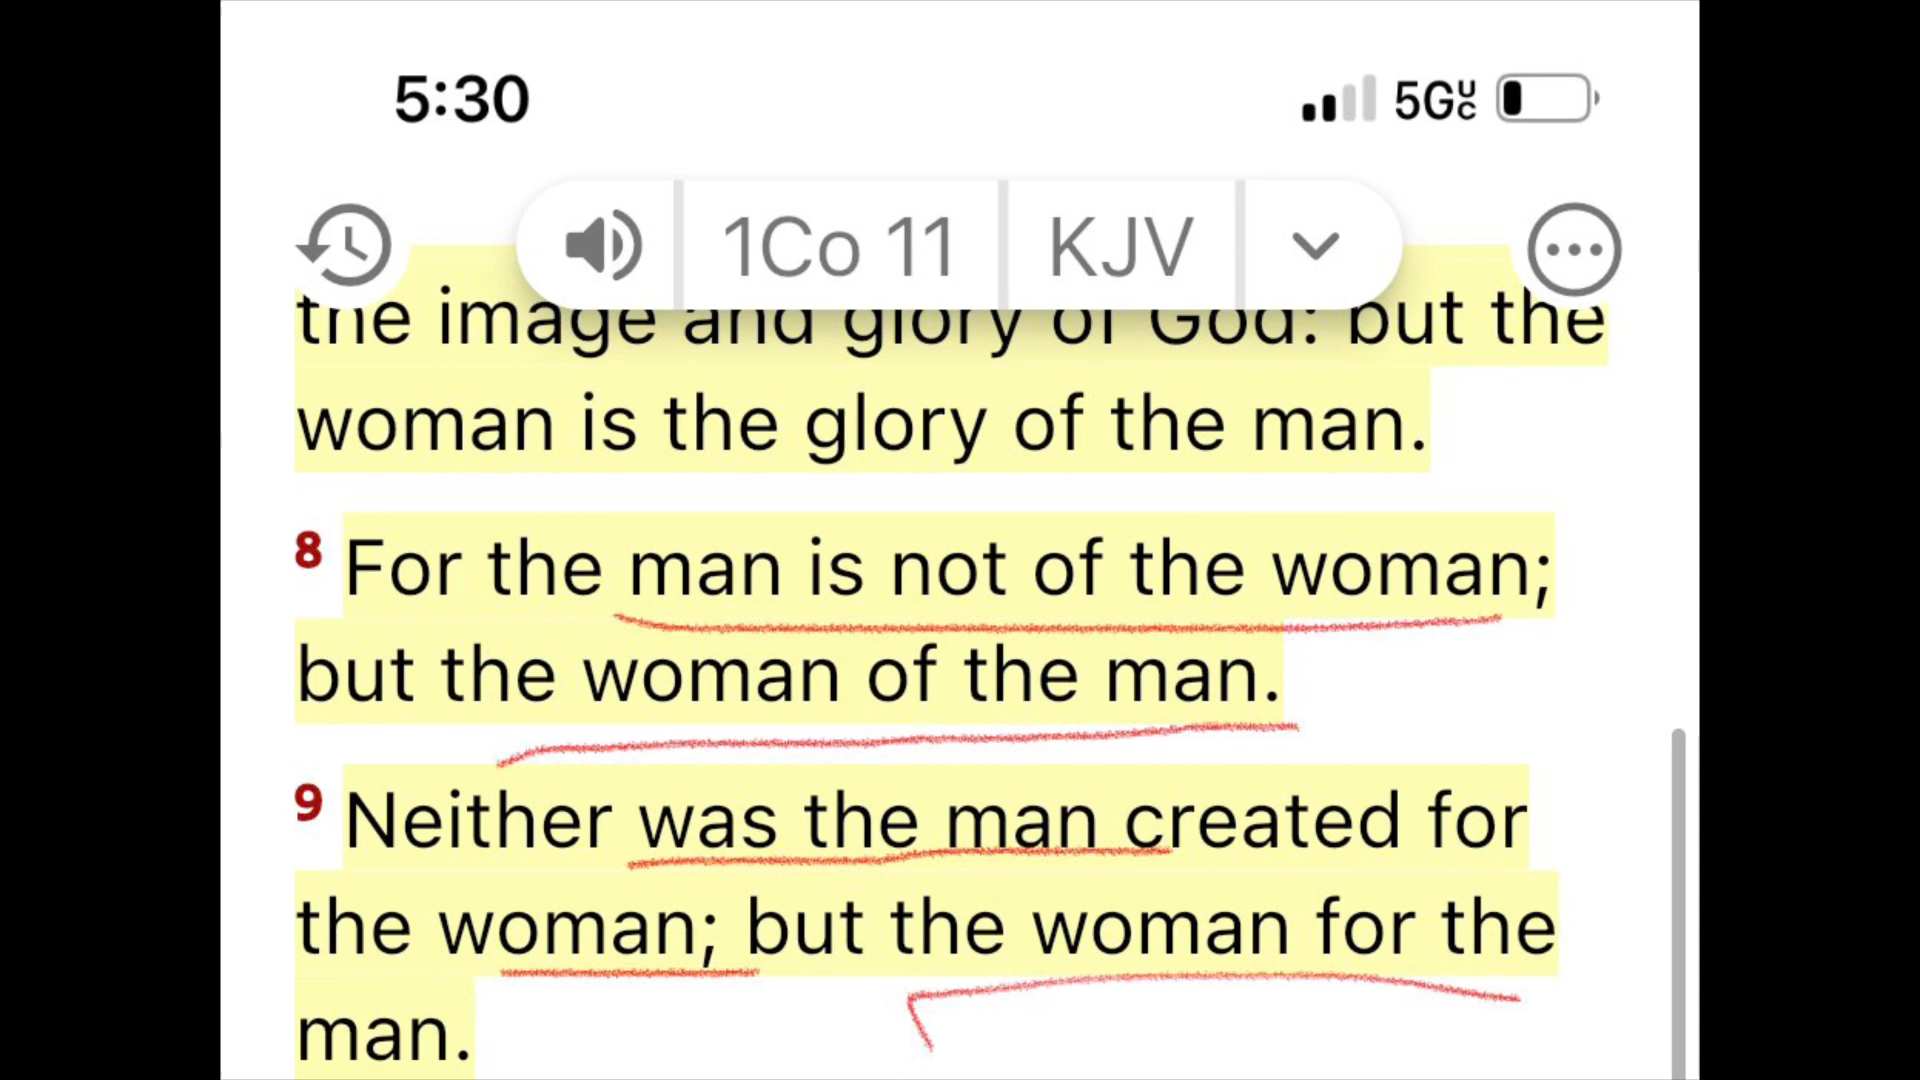 5:30 5GUC
1Co 11 KJV
the image and glory of God: but the
woman is the glory of the man.
8 For the man is not of the woman;
but the woman of the man.
9 Neither was the man created for
the woman; but the woman for the
man.